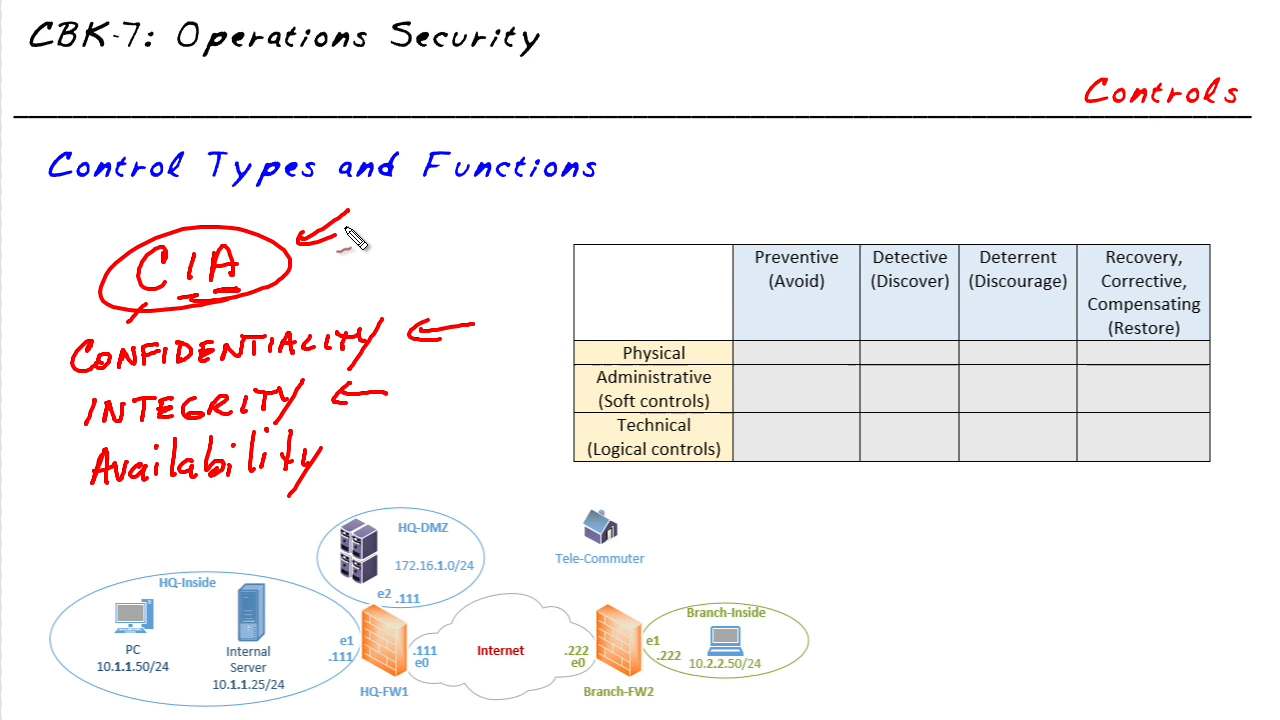 CBK-7: Operations Security
Controls
Control Types and Functions
CIA
CONFIDENTIALITY
INTEGRITY
Availability
Preventive
(Avoid)
Detective
(Discover)
Deterrent
(Discourage)
Recovery,
Corrective,
Compensating
(Restore)
Physical
Administrative
(Soft controls)
Technical
(Logical controls)
HQ-DMZ
172.16.1.0/24
e2 .111
Tele-Commuter
HQ-Inside
PC
10.1.1.50/24
Internal
Server
10.1.1.25/24
e1
.111
HQ-FW1
.111
e0
Internet
.222
e0
Branch-FW2
e1
.222
Branch-Inside
10.2.2.50/24